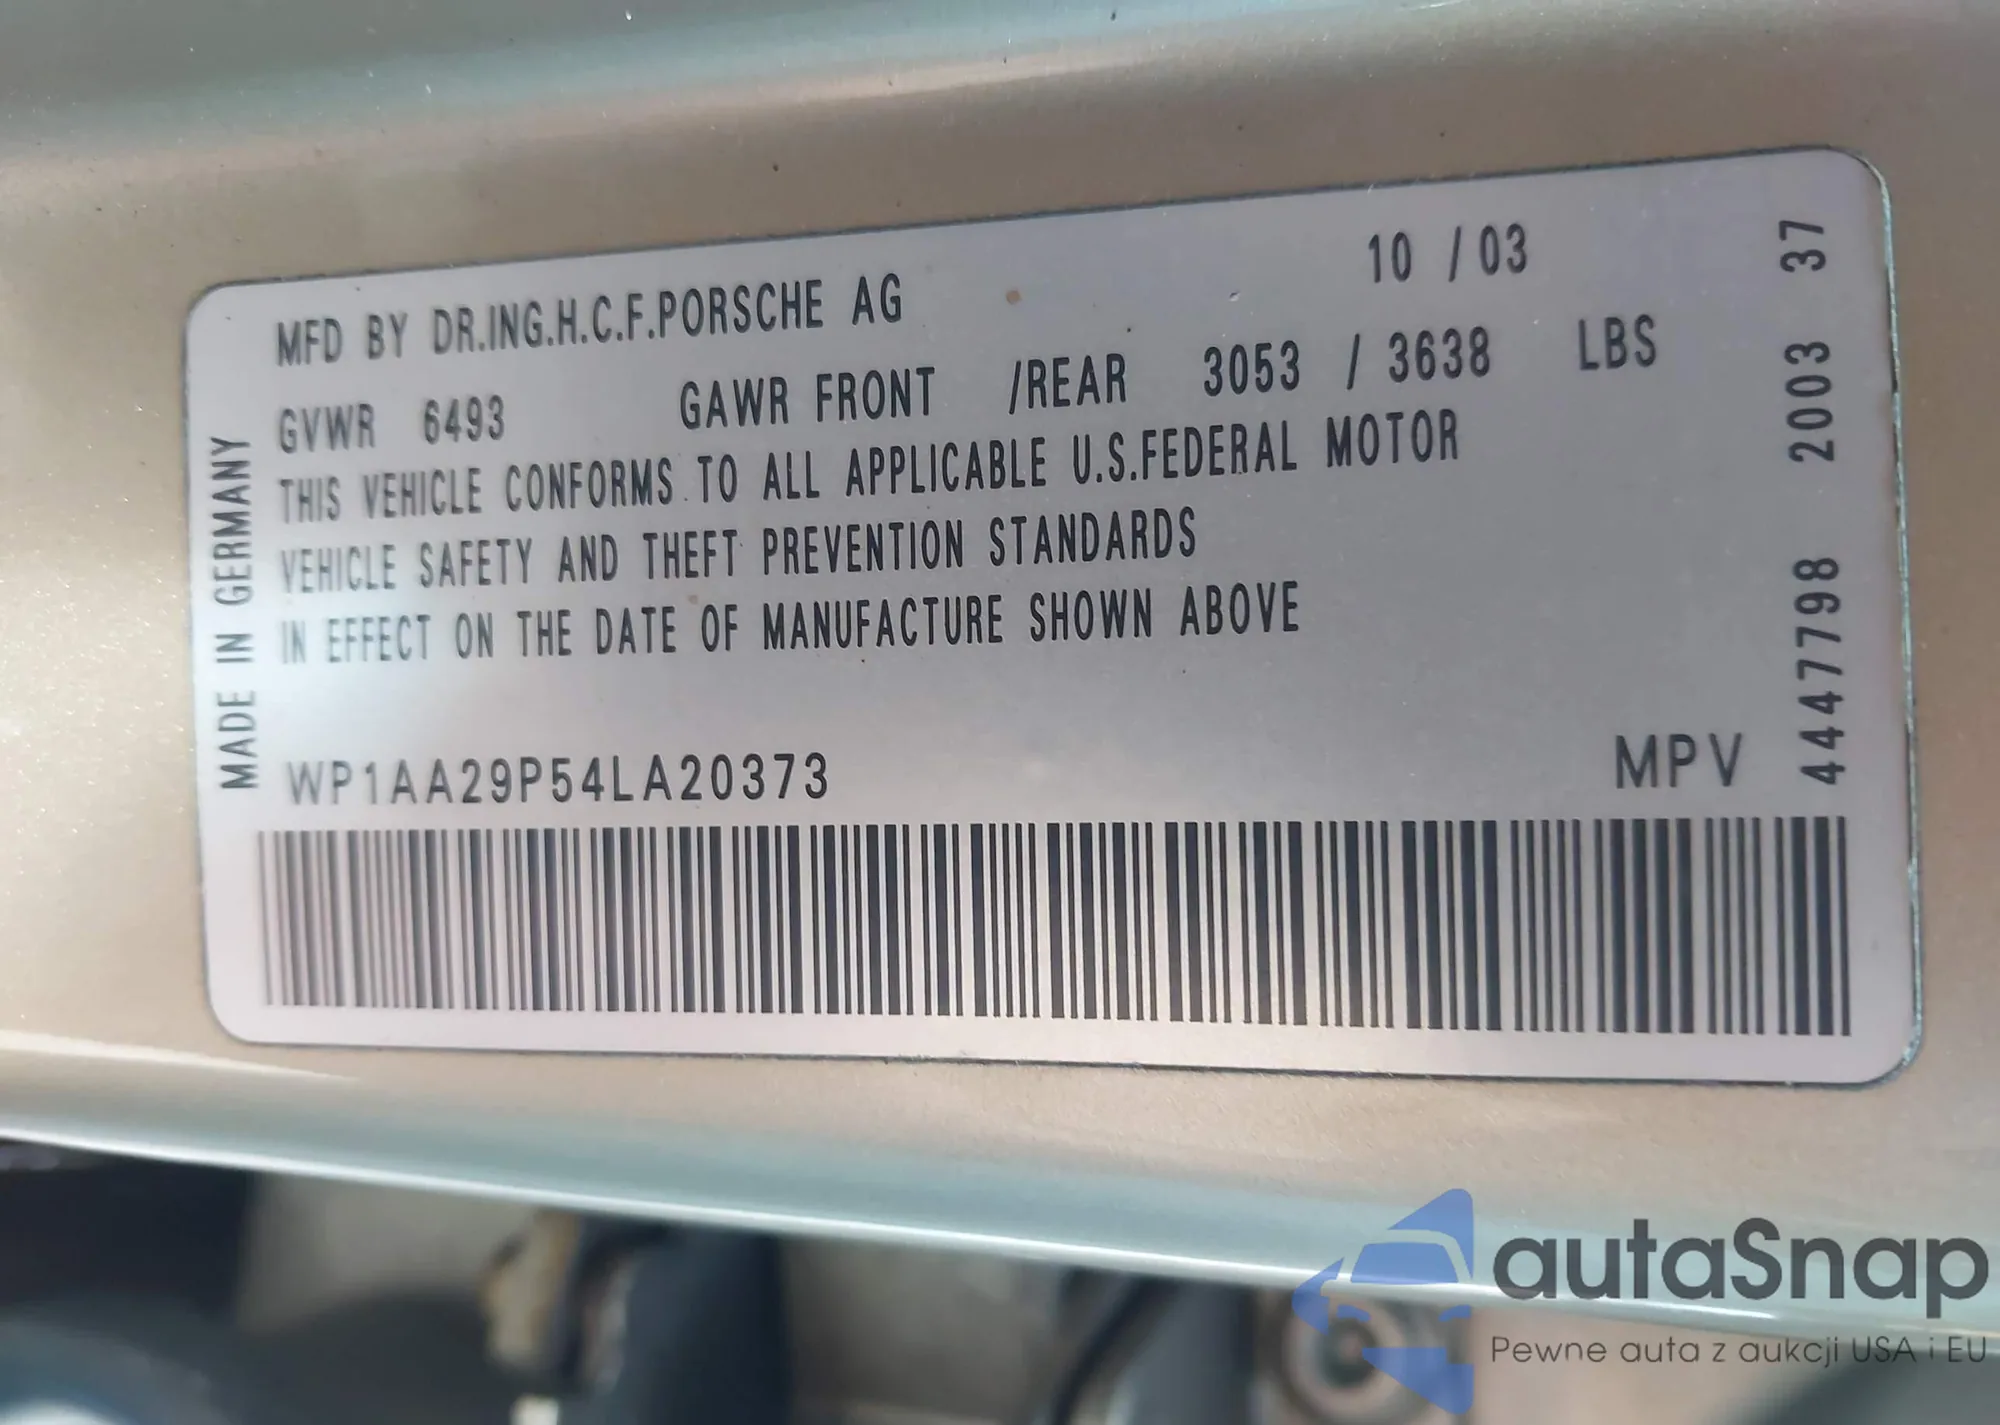 MFD BY DR.ING.H.C.F.PORSCHE AG 10 / 03
GVWR 6493 GAWR FRONT /REAR 3053 / 3638 LBS
THIS VEHICLE CONFORMS TO ALL APPLICABLE U.S.FEDERAL MOTOR
VEHICLE SAFETY AND THEFT PREVENTION STANDARDS
IN EFFECT ON THE DATE OF MANUFACTURE SHOWN ABOVE
WP1AA29P54LA20373 MPV
MADE IN GERMANY
4447798 2003 37
autaSnap
Pewne auta z aukcji USA i EU